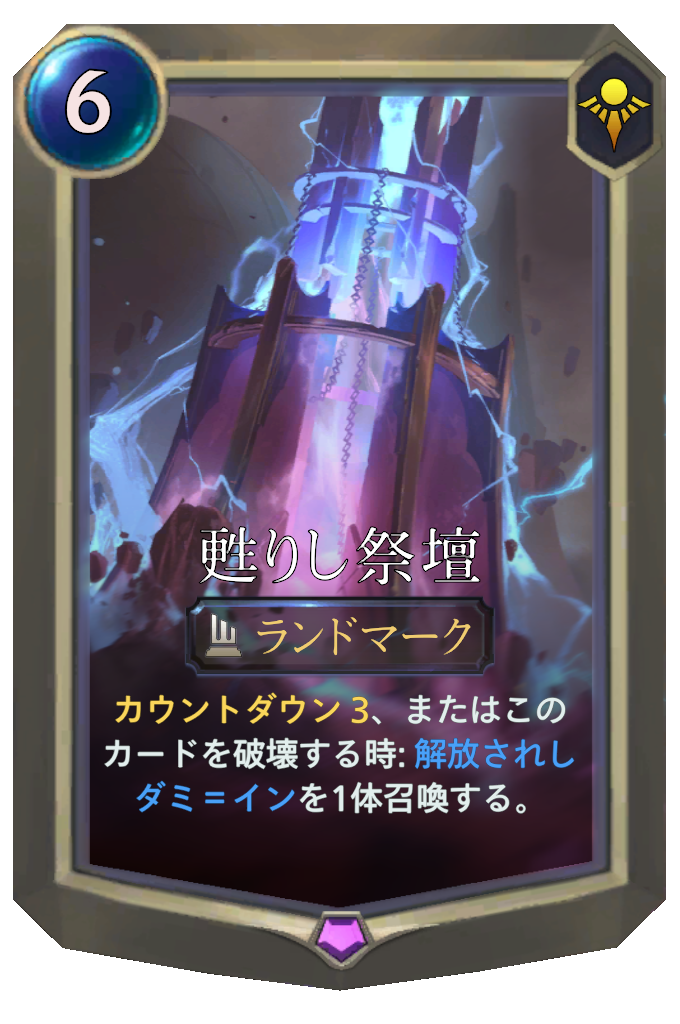 6
甦りし祭壇
ランドマーク
カウントダウン 3、またはこの
カードを破壊する時: 解放されし
ダミ＝インを1体召喚する。